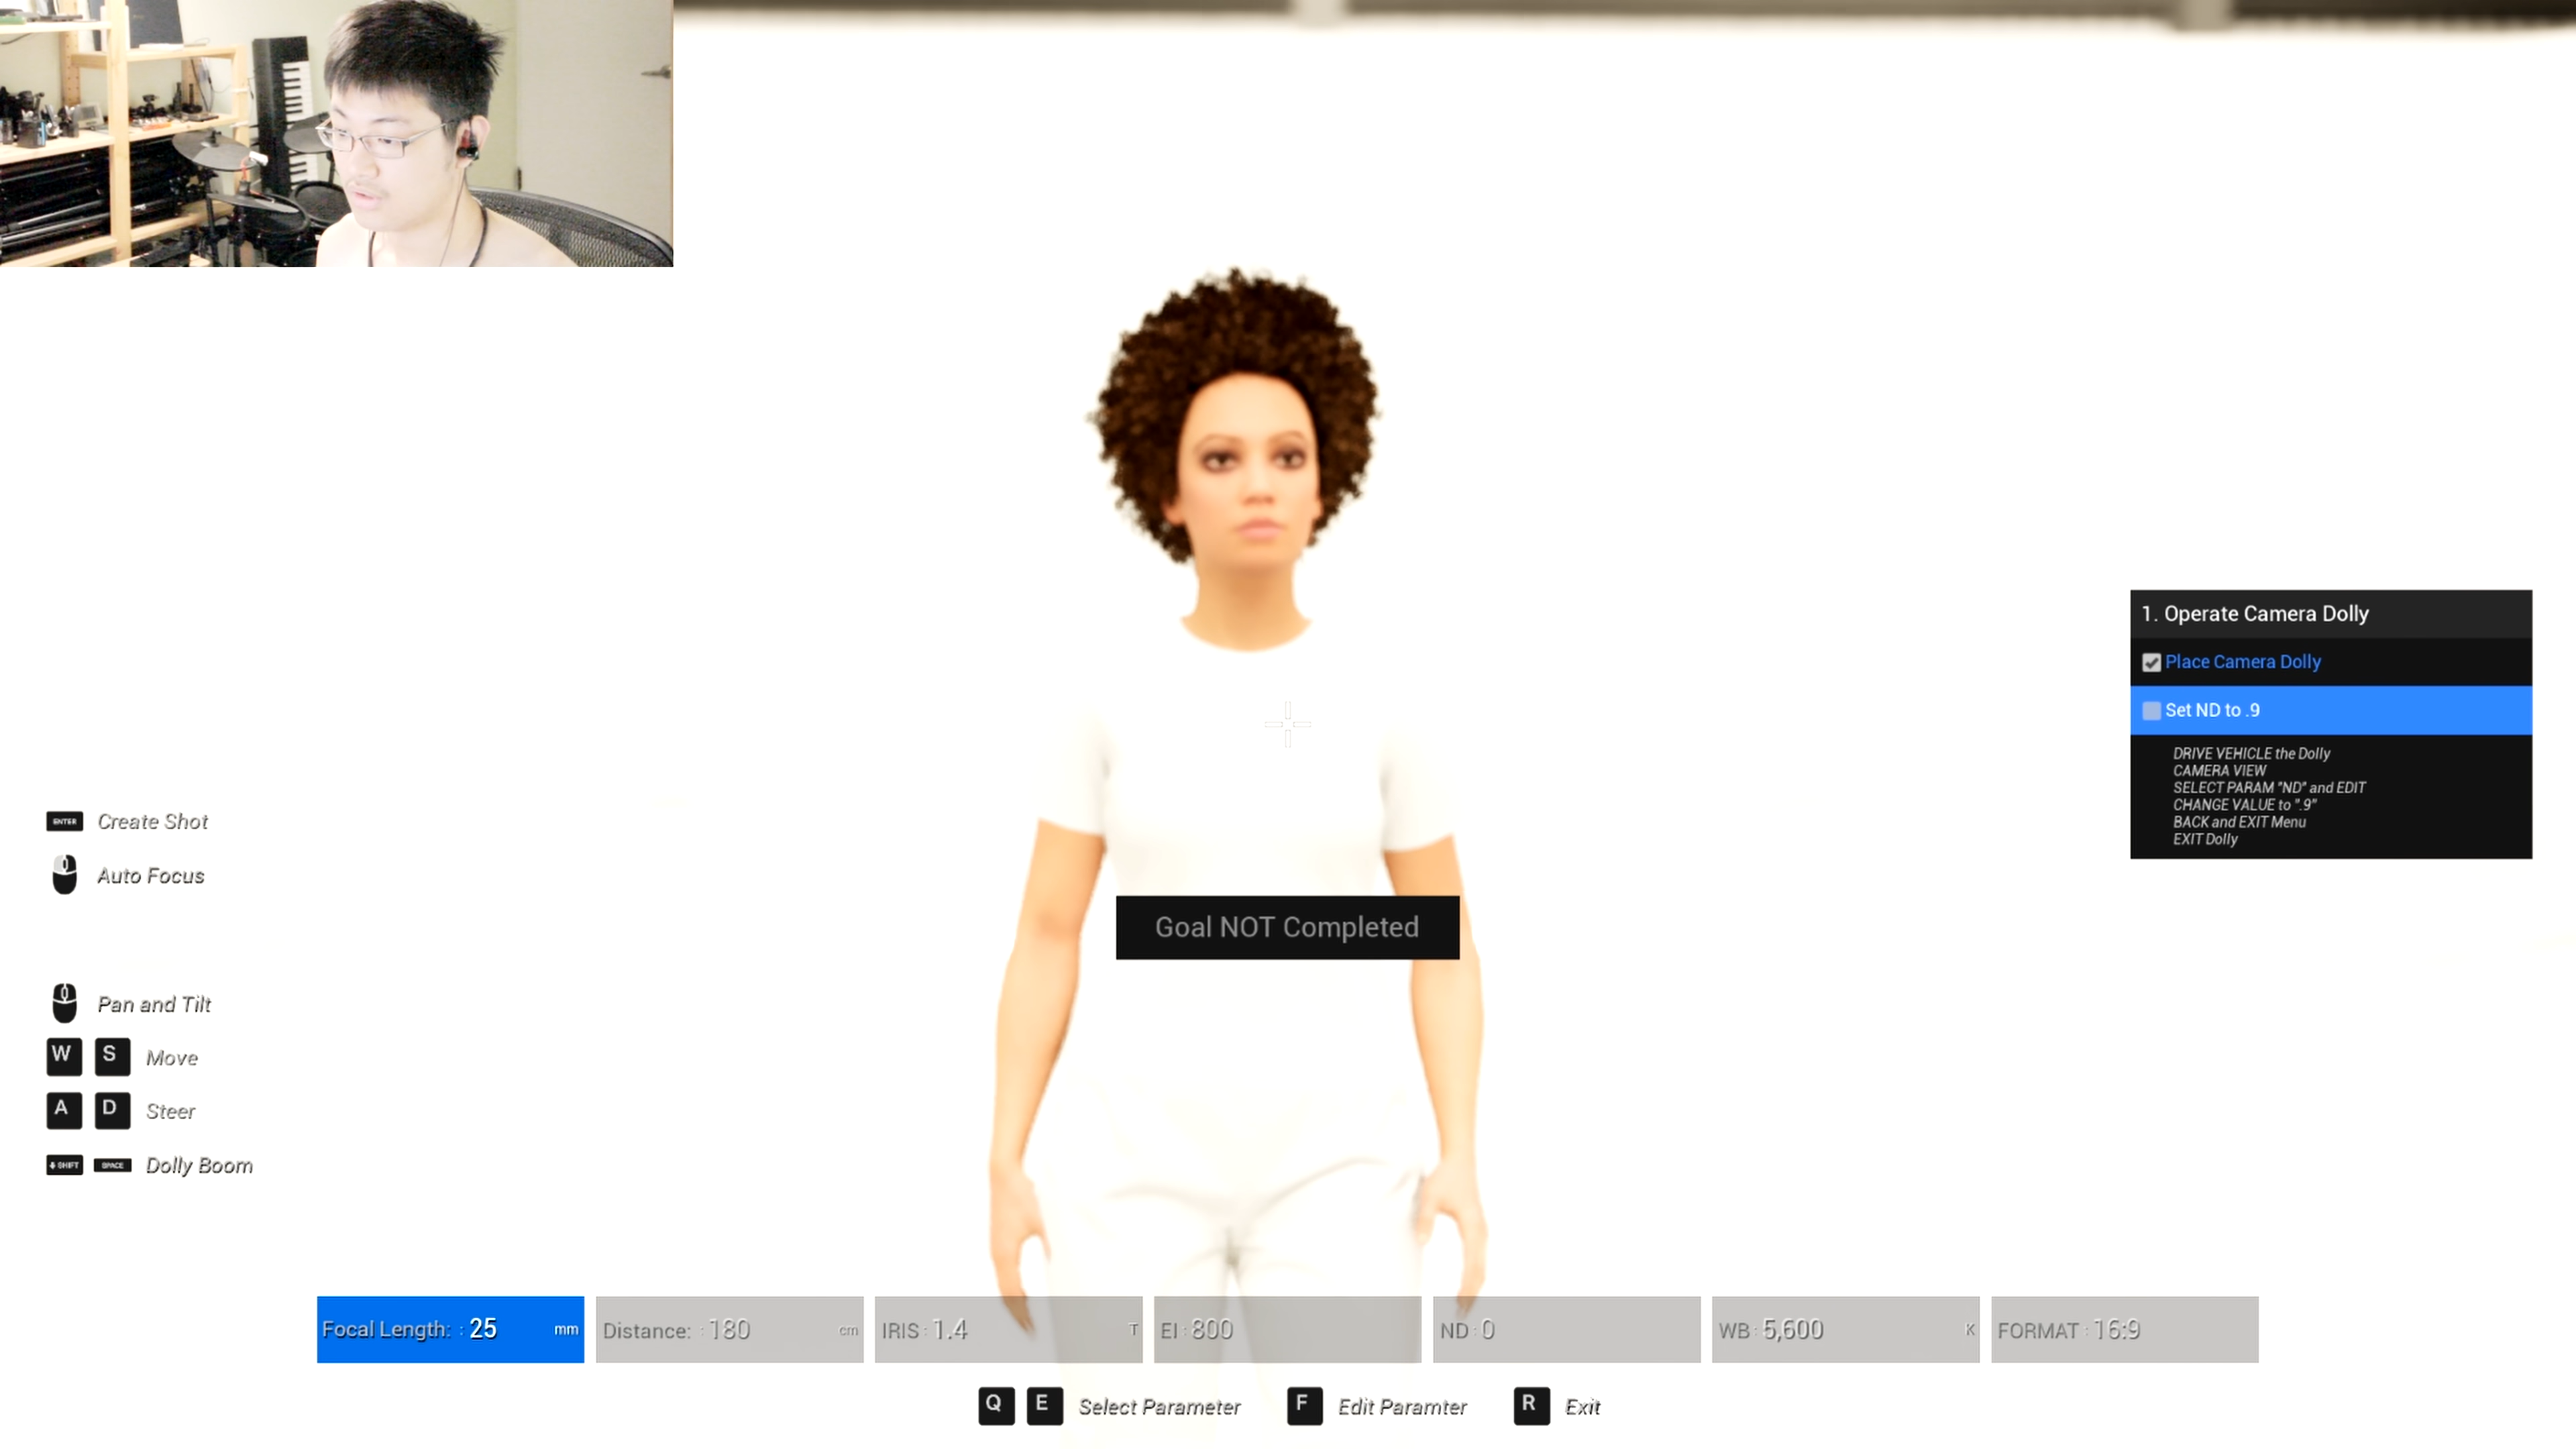 1. Operate Camera Dolly
Place Camera Dolly
Set ND to .9
DRIVE VEHICLE the Dolly
CAMERA VIEW
SELECT PARAM "ND" and EDIT
CHANGE VALUE to ".9"
BACK and EXIT Menu
EXIT Dolly
ENTER Create Shot
Auto Focus
Goal NOT Completed
Pan and Tilt
W S Move
A D Steer
SHIFT SPACE Dolly Boom
Focal Length: : 25 mm
Distance: : 180 cm
IRIS : 1.4 T
EI : 800
ND : 0
WB : 5,600 K
FORMAT : 16:9
Q E Select Parameter
F Edit Paramter
R Exit